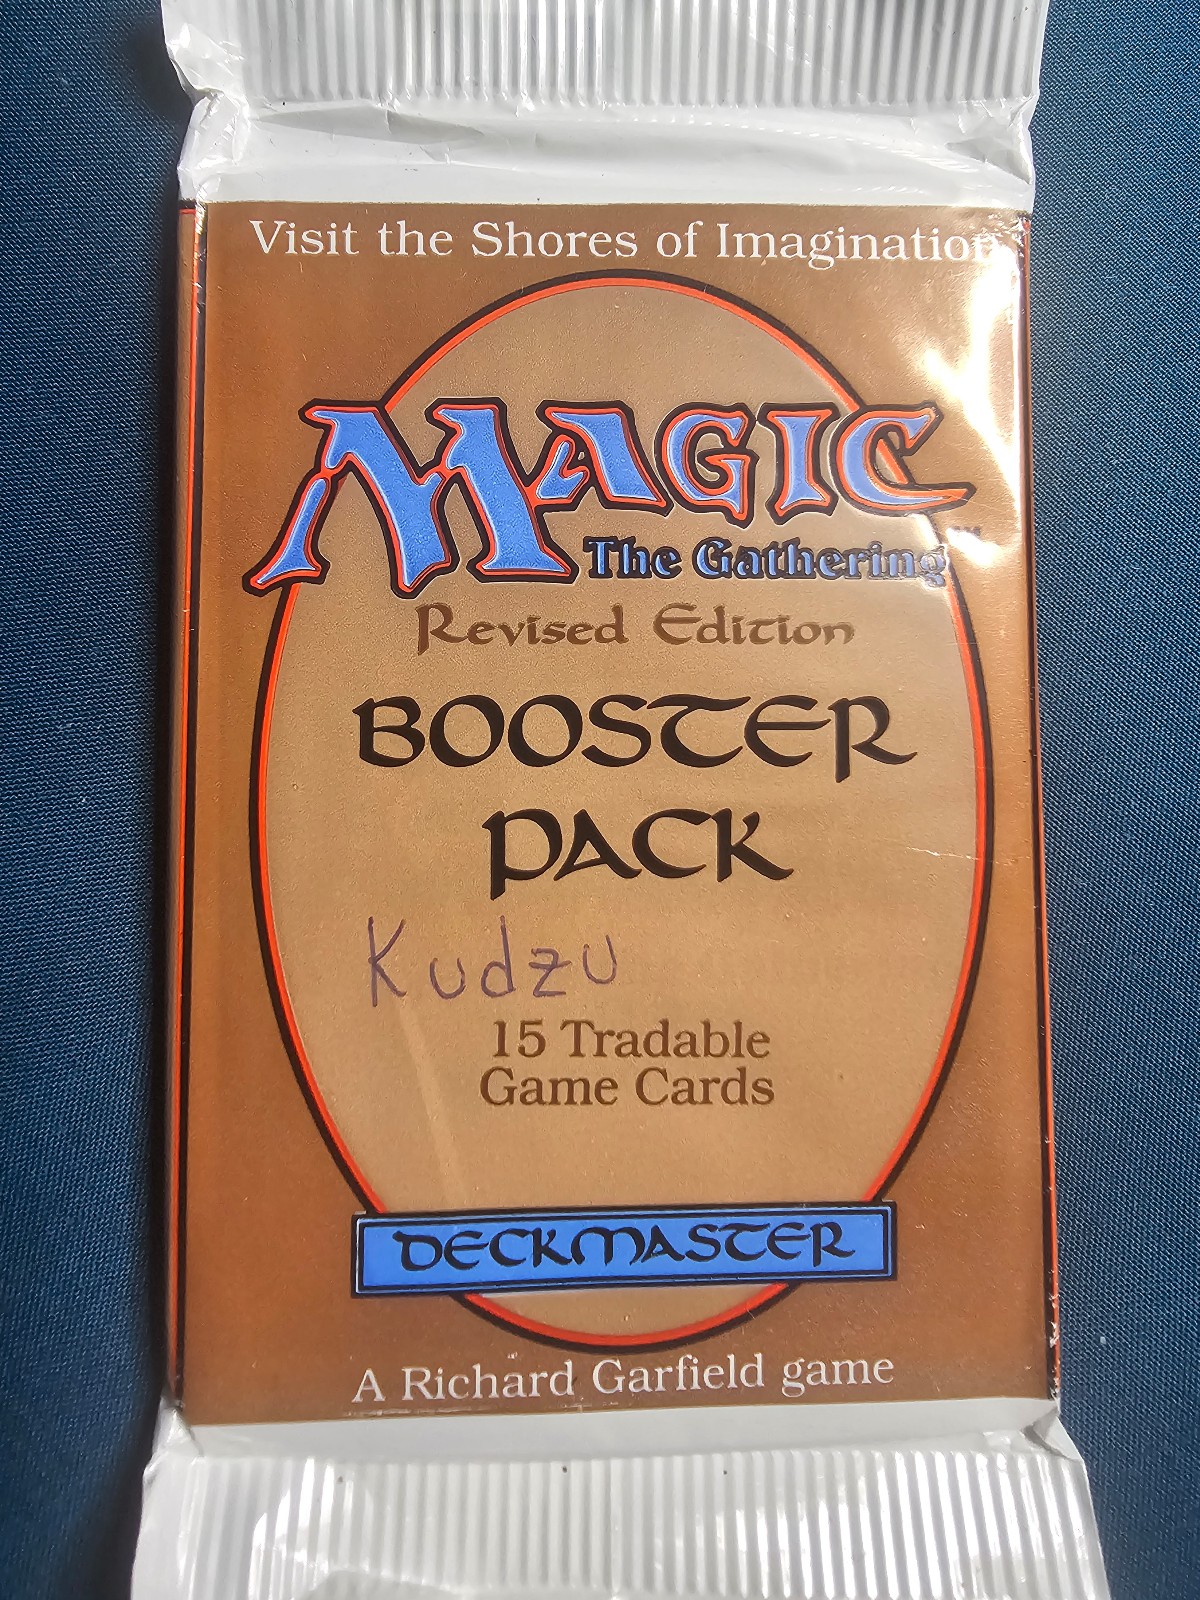 Visit the Shores of Imagination
MAGIC
The Gathering™
Revised Edition
BOOSTER
PACK
Kudzu
15 Tradable
Game Cards
DECKMASTER
A Richard Garfield game